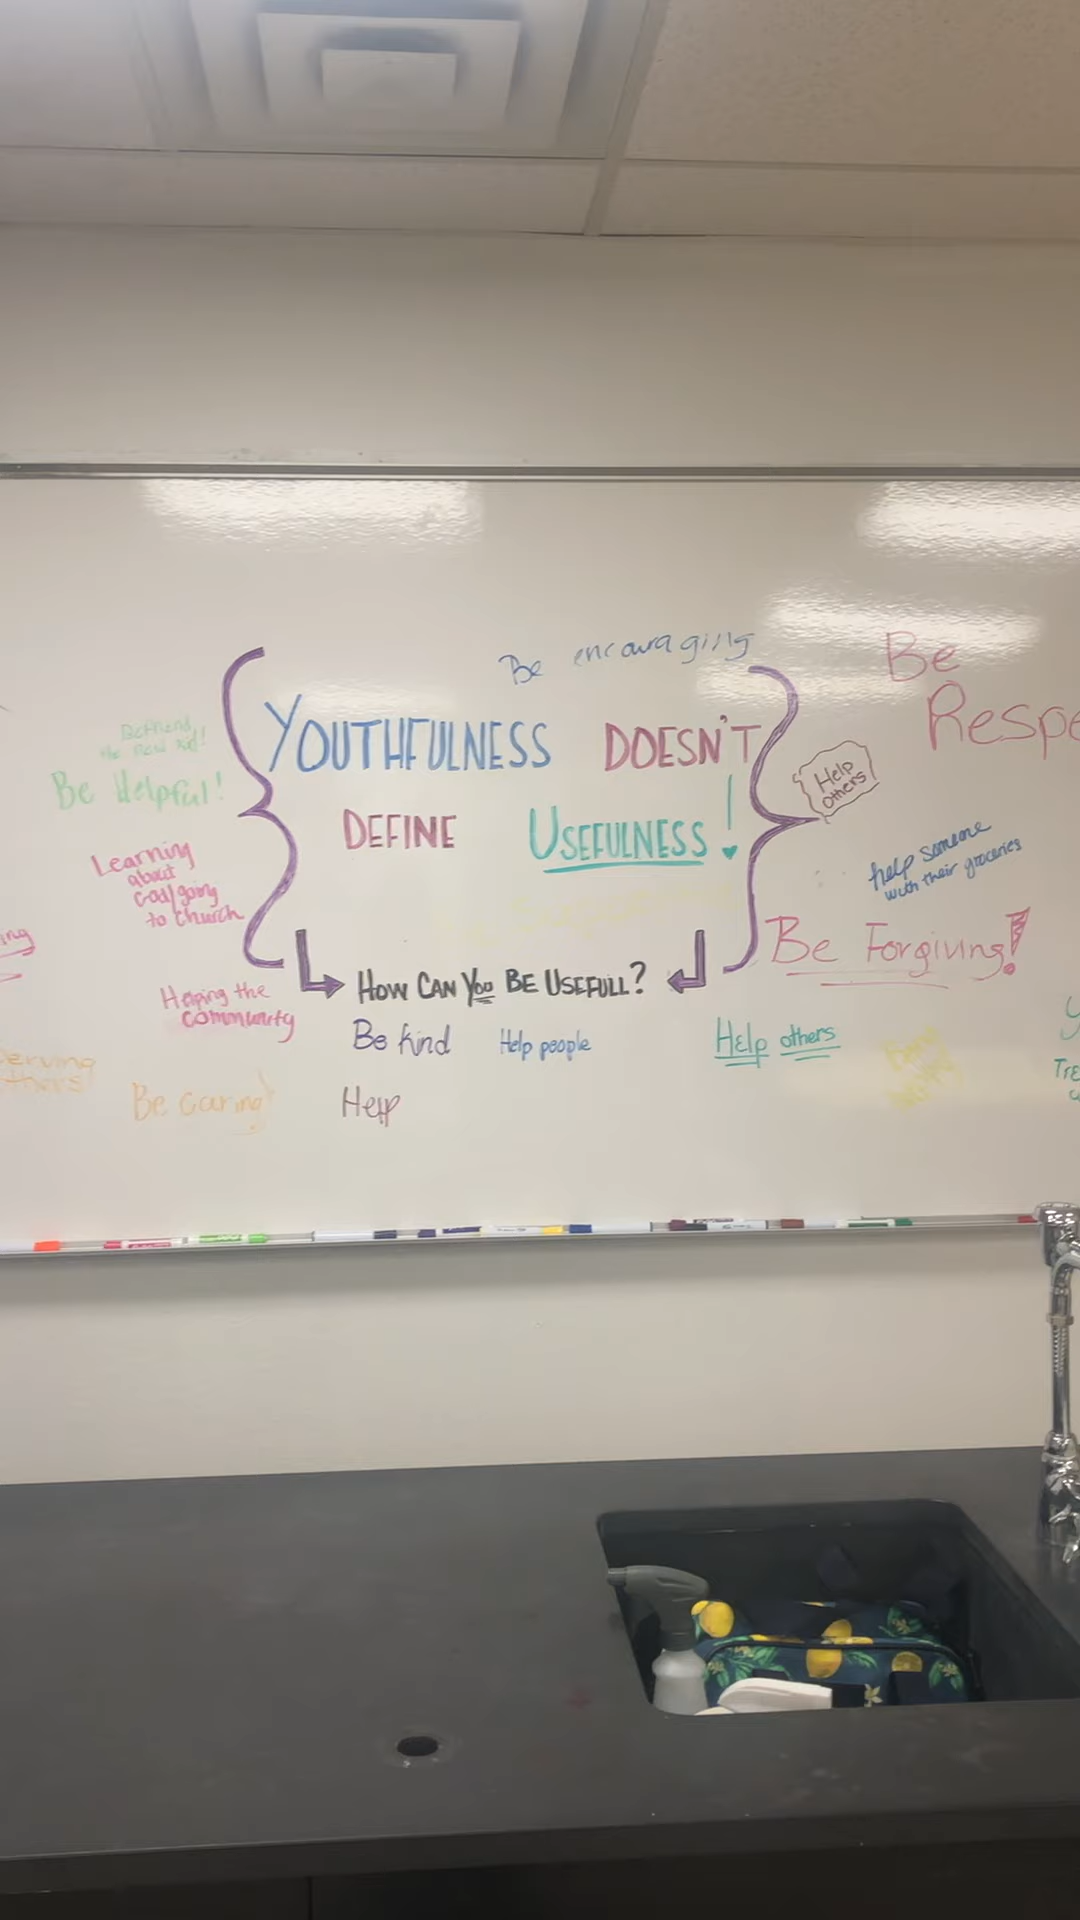 Be encouraging
YOUTHFULNESS DOESN'T
DEFINE USEFULNESS!
HOW CAN YOU BE USEFULL?
Befriend
the new kid!
Be Helpful!
Learning
about
God/going
to church
Helping the
community
Be caring!
Be kind
Help people
Help
Help others
Be
Help
Others
help someone
with their groceries
Be Forgiving!